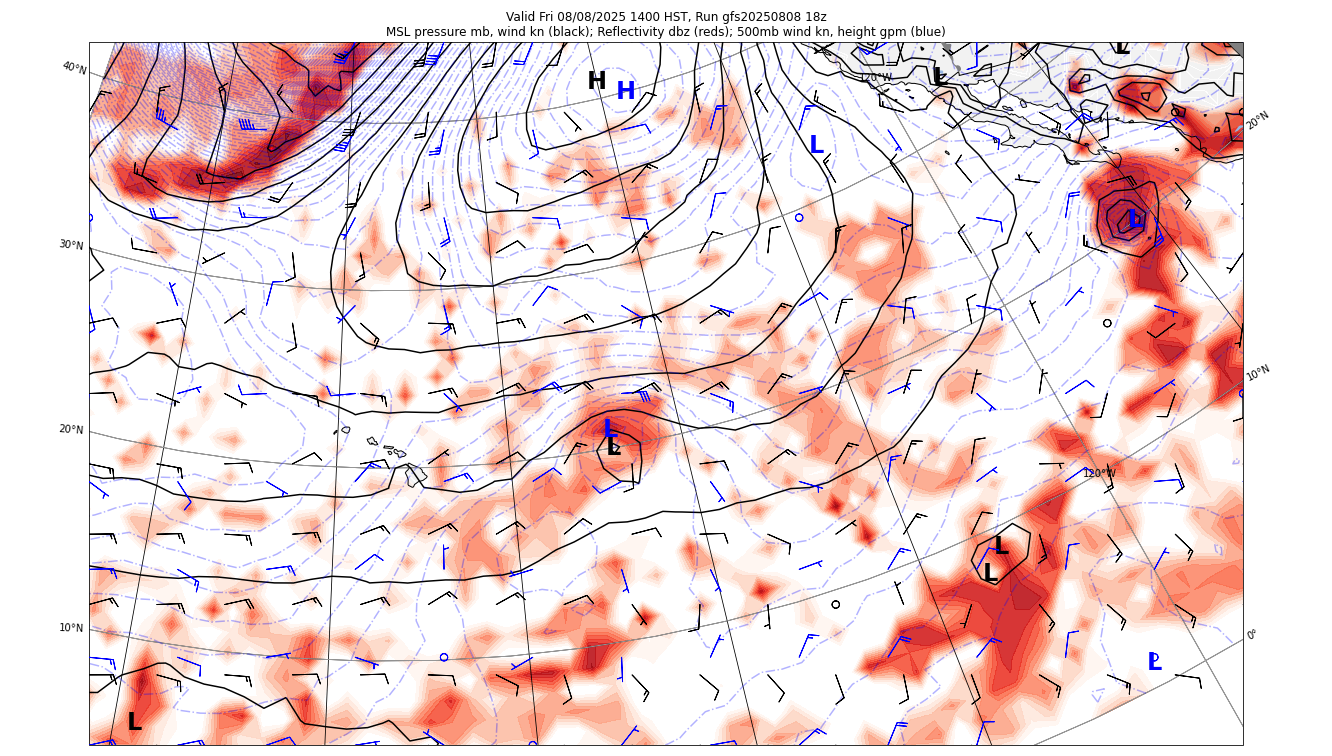 Valid Fri 08/08/2025 1400 HST, Run gfs20250808 18z
MSL pressure mb, wind kn (black); Reflectivity dbz (reds); 500mb wind kn, height gpm (blue)
L
40°N
H
H
120°W
L
20°N
L
L
30°N
10°N
20°N
L
L
120°W
L
L
10°N
0°
L
L